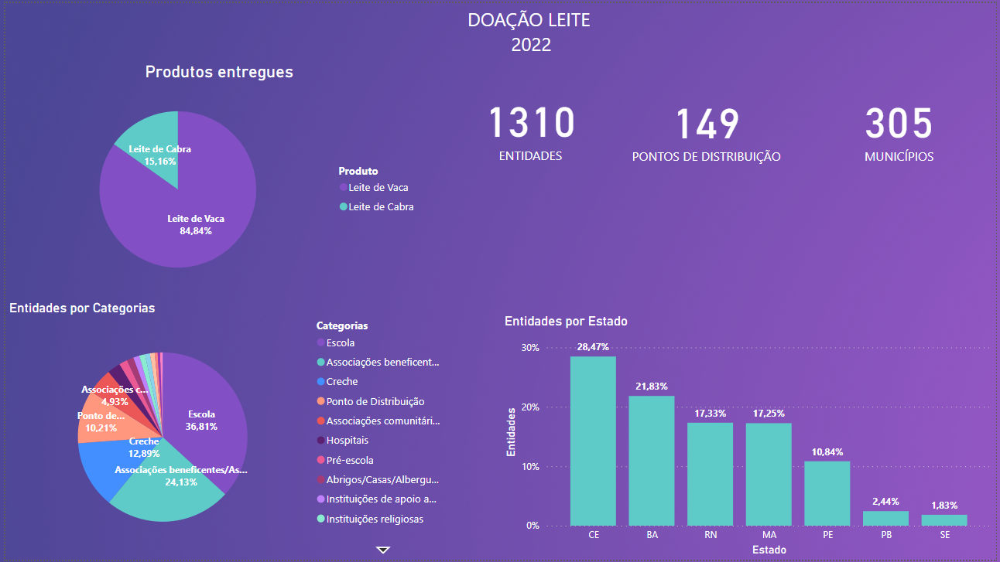 DOAÇÃO LEITE
2022
Produtos entregues
Leite de Cabra
15,16%
Leite de Vaca
84,84%
Produto
Leite de Vaca
Leite de Cabra
1310
ENTIDADES
149
PONTOS DE DISTRIBUIÇÃO
305
MUNICÍPIOS
Entidades por Categorias
Associações c...
4,93%
Ponto de...
10,21%
Creche
12,89%
Escola
36,81%
Associações beneficentes/As...
24,13%
Categorias
Escola
Associações beneficent...
Creche
Ponto de Distribuição
Associações comunitári...
Hospitais
Pré-escola
Abrigos/Casas/Albergu...
Instituições de apoio a...
Instituições religiosas
Entidades por Estado
Entidades
30%
20%
10%
0%
28,47%
21,83%
17,33%
17,25%
10,84%
2,44%
1,83%
CE
BA
RN
MA
PE
PB
SE
Estado